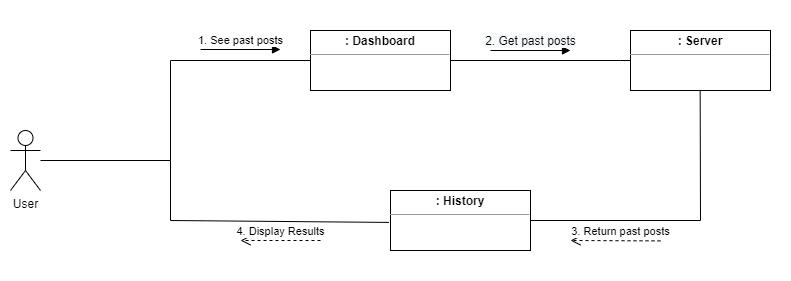 1. See past posts
: Dashboard
2. Get past posts
: Server
User
: History
4. Display Results
3. Return past posts